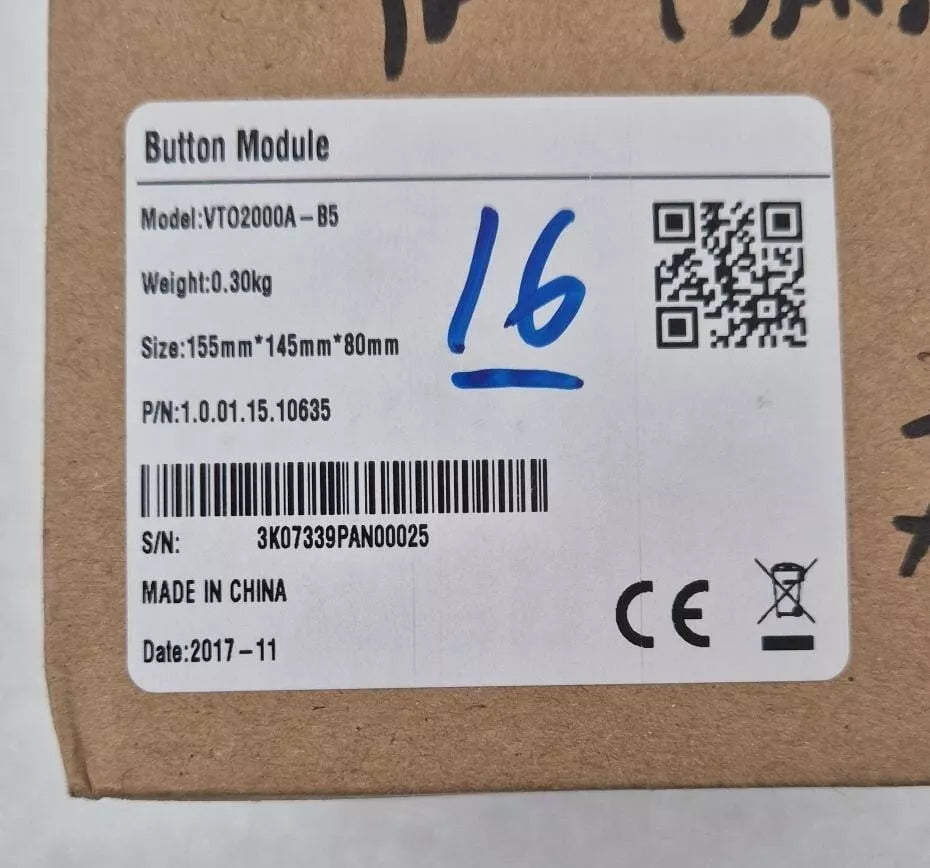 Button Module
Model:VTO2000A-B5
Weight:0.30kg
Size:155mm*145mm*80mm
P/N:1.0.01.15.10635
16
S/N: 3K07339PAN00025
MADE IN CHINA
Date:2017-11
CE